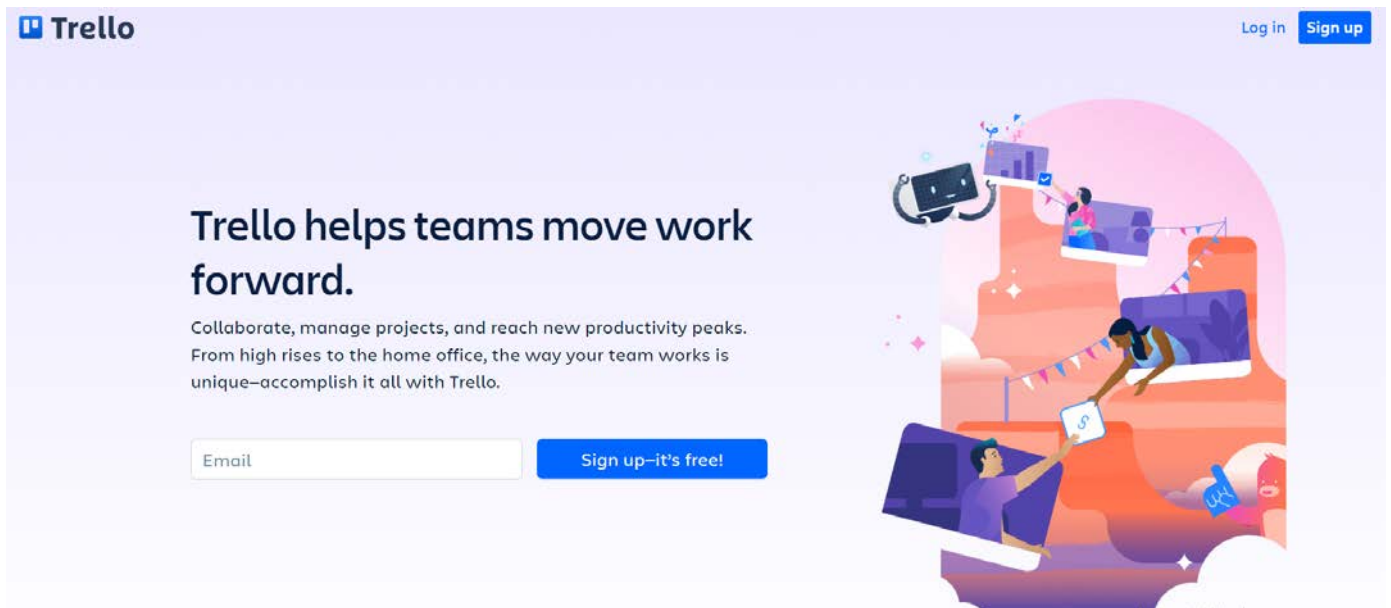 Trello
Log in
Sign up
Trello helps teams move work
forward.
Collaborate, manage projects, and reach new productivity peaks.
From high rises to the home office, the way your team works is
unique—accomplish it all with Trello.
Email
Sign up—it's free!